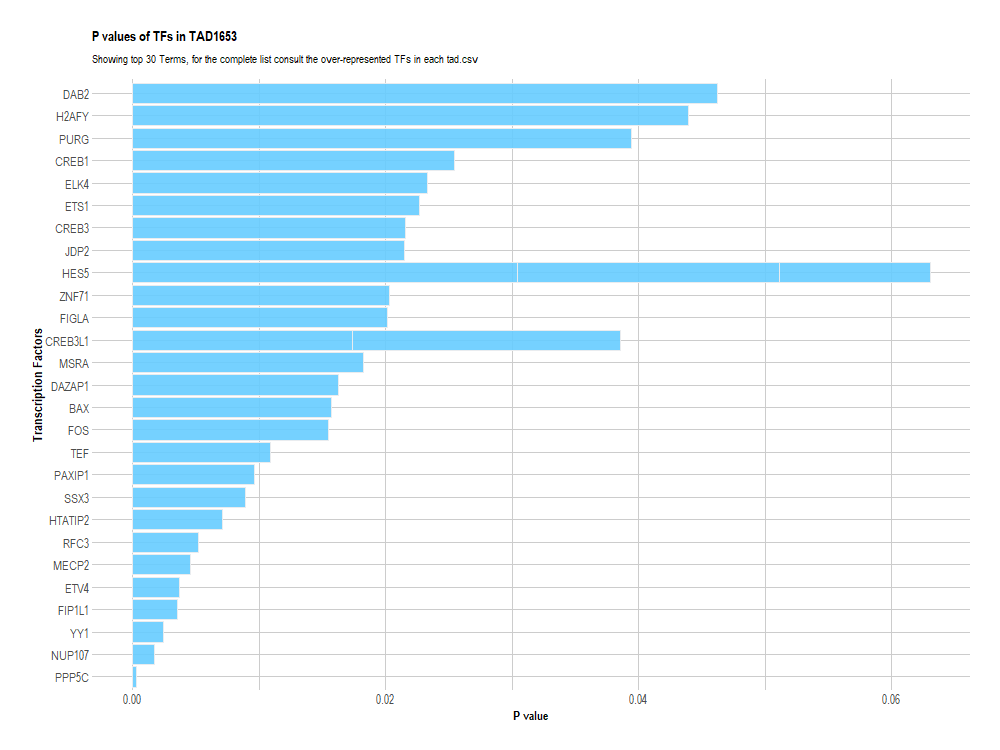 P values of TFs in TAD1653
Showing top 30 Terms, for the complete list consult the over-represented TFs in each tad.csv
Transcription Factors
DAB2
H2AFY
PURG
CREB1
ELK4
ETS1
CREB3
JDP2
HES5
ZNF71
FIGLA
CREB3L1
MSRA
DAZAP1
BAX
FOS
TEF
PAXIP1
SSX3
HTATIP2
RFC3
MECP2
ETV4
FIP1L1
YY1
NUP107
PPP5C
0.00 0.02 0.04 0.06
P value